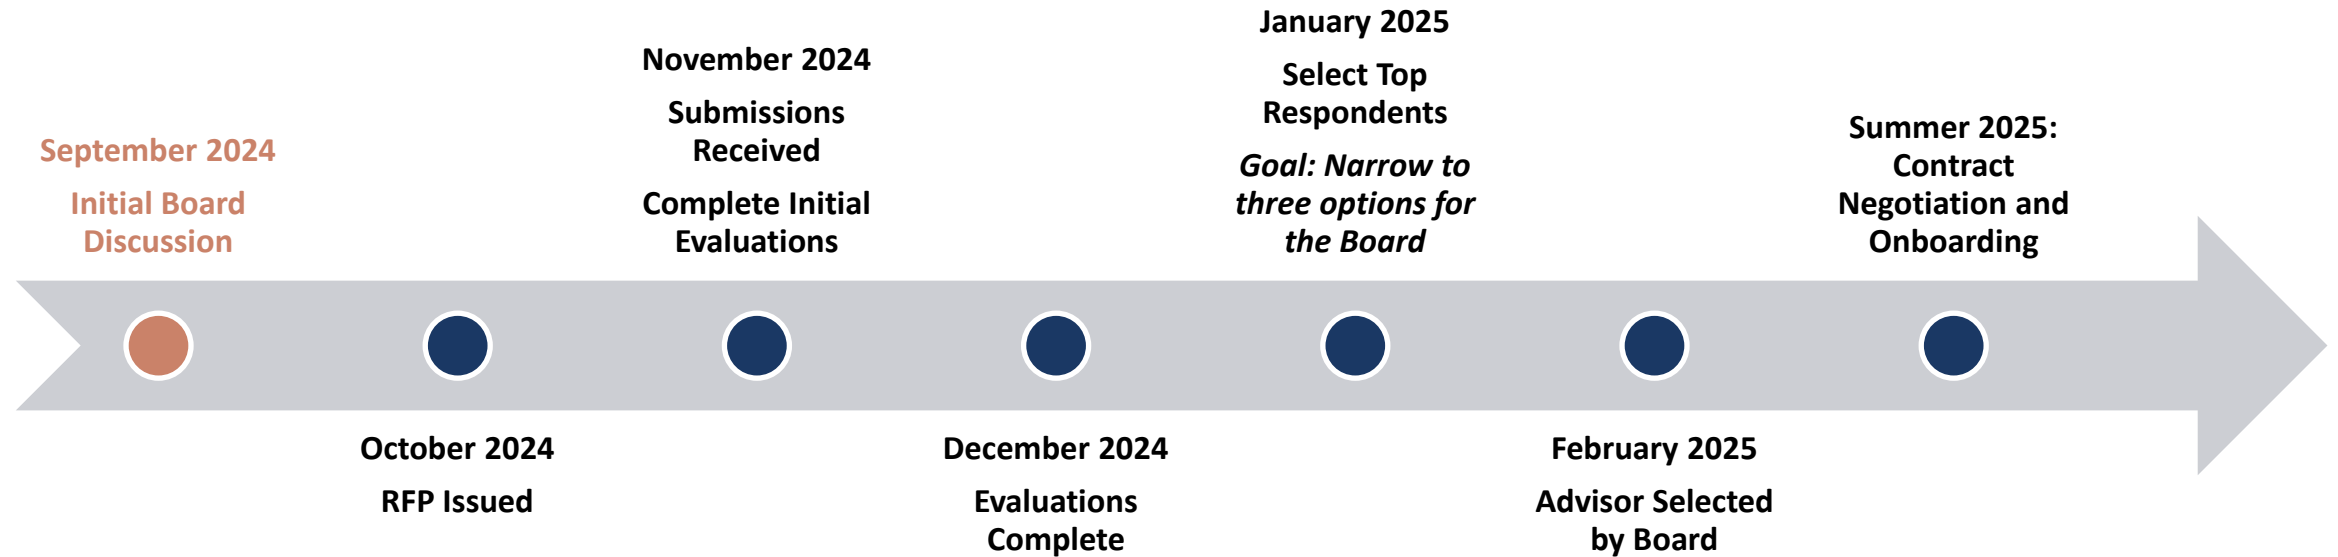 September 2024
Initial Board
Discussion
October 2024
RFP Issued
November 2024
Submissions
Received
Complete Initial
Evaluations
December 2024
Evaluations
Complete
January 2025
Select Top
Respondents
Goal: Narrow to
three options for
the Board
February 2025
Advisor Selected
by Board
Summer 2025:
Contract
Negotiation and
Onboarding